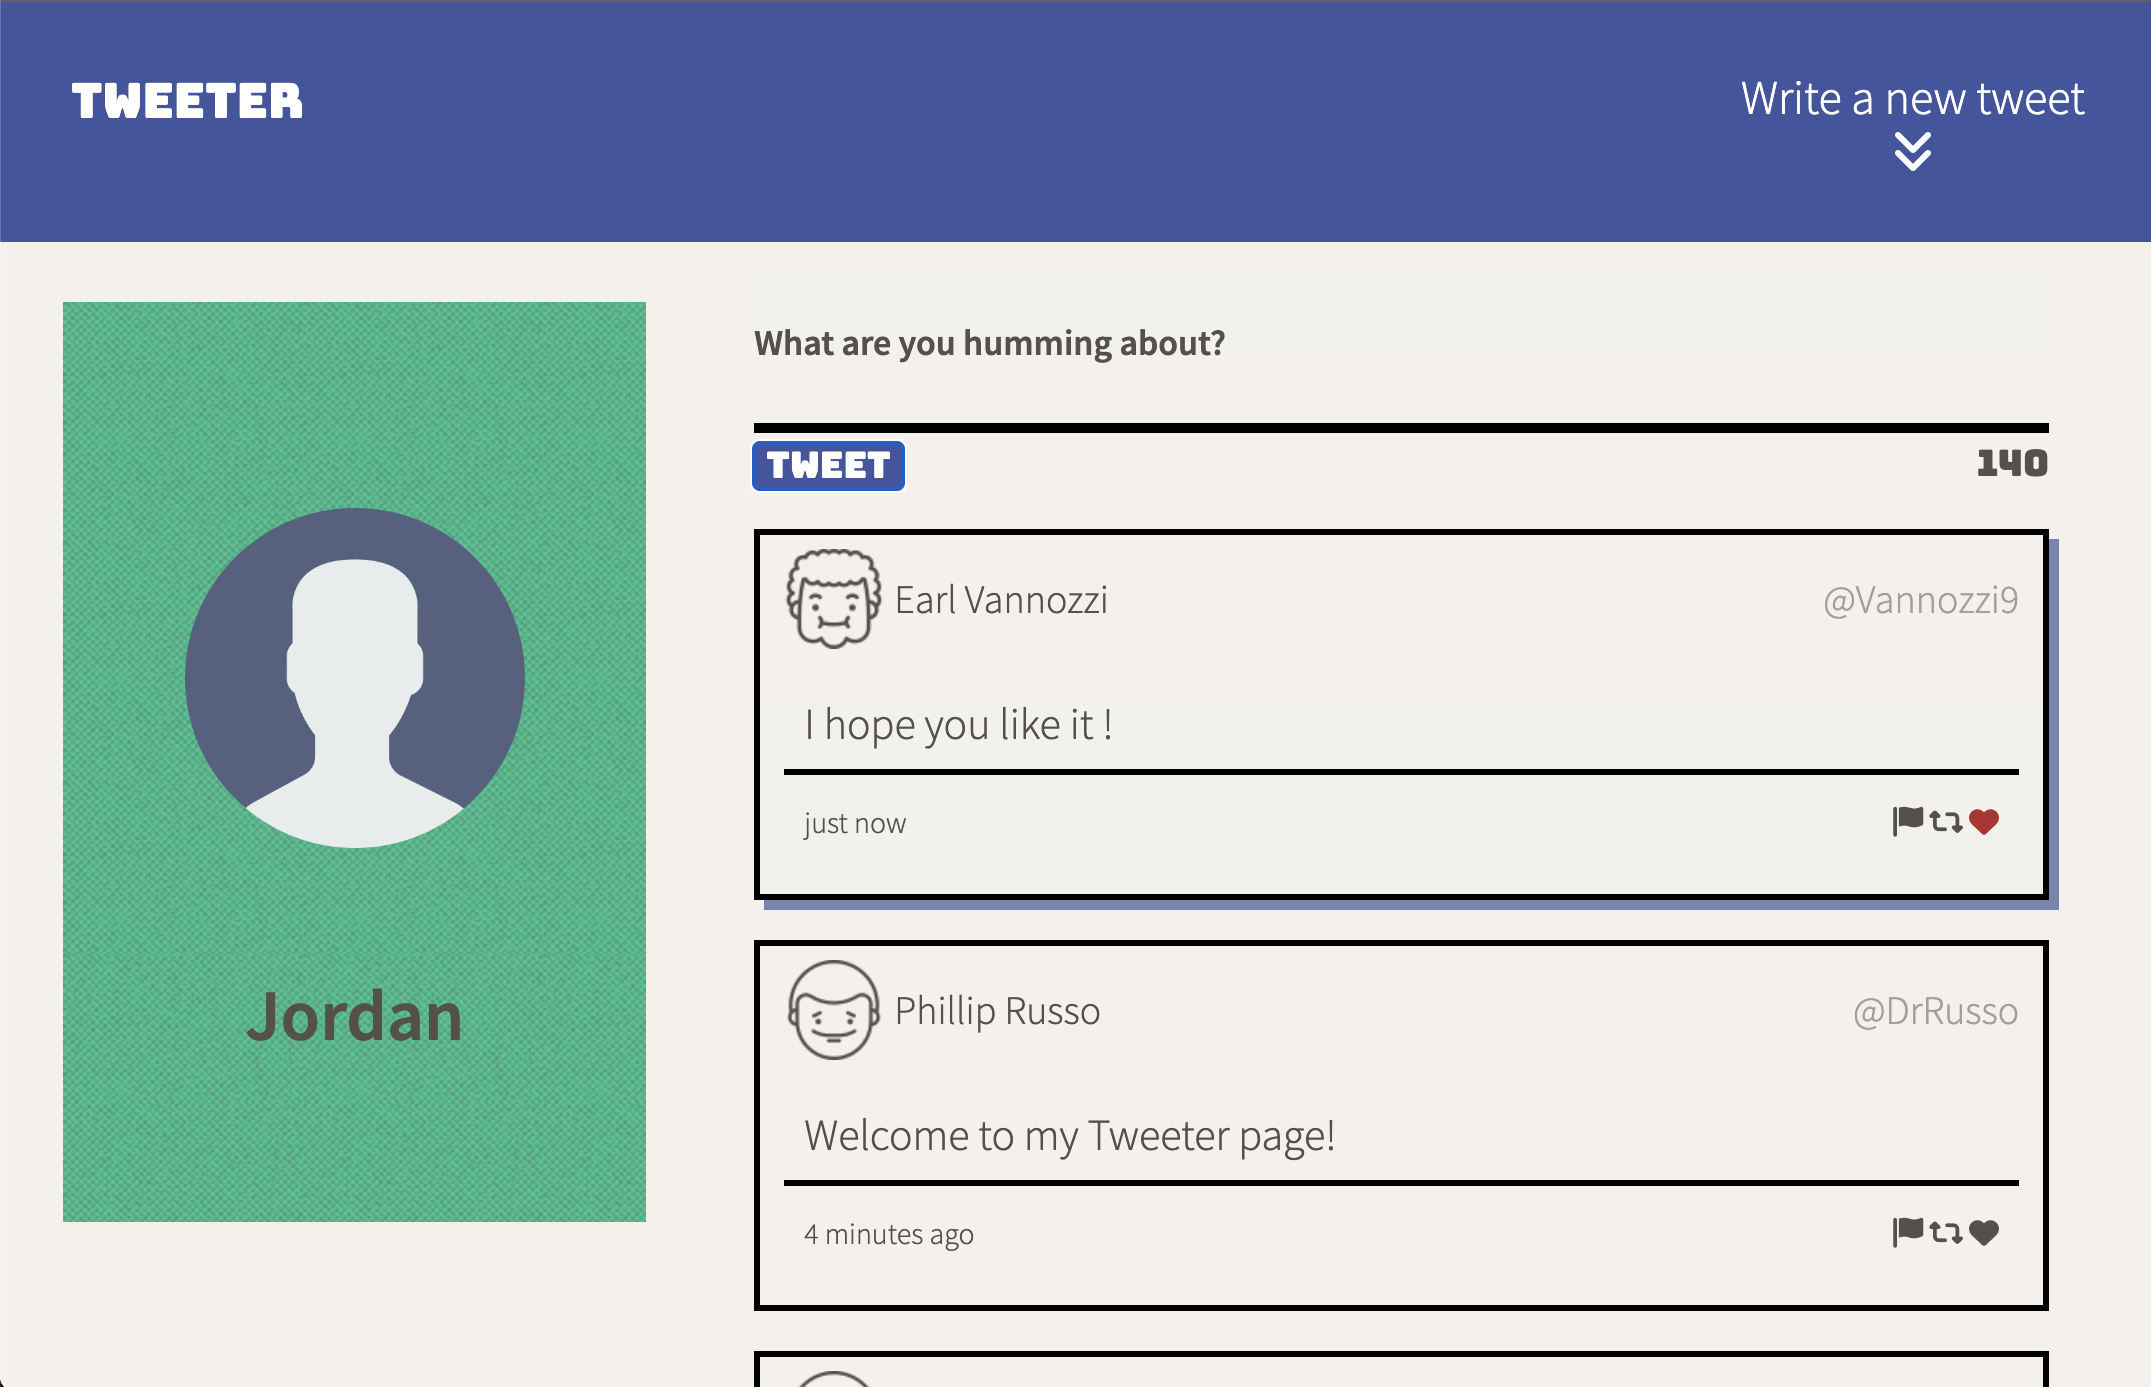 TWEETER
Write a new tweet
Jordan
What are you humming about?
TWEET
140
Earl Vannozzi
@Vannozzi9
I hope you like it !
just now
Phillip Russo
@DrRusso
Welcome to my Tweeter page!
4 minutes ago